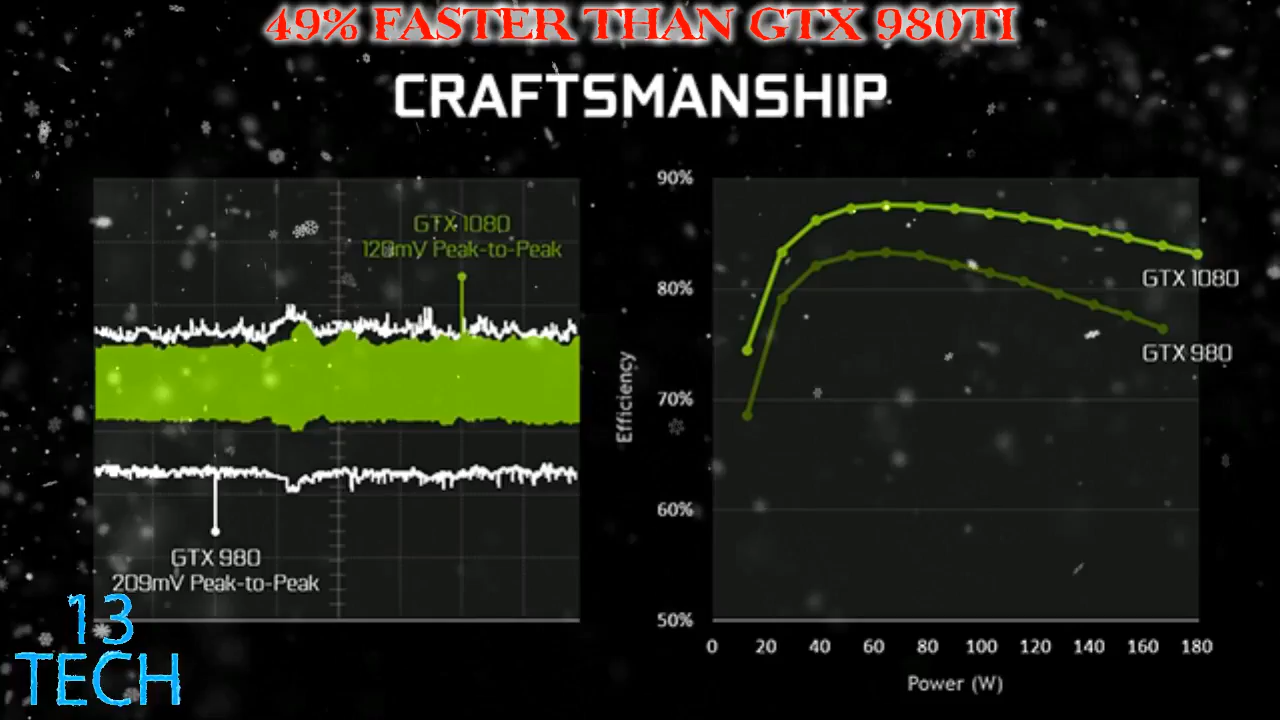 49% FASTER THAN GTX 980TI
CRAFTSMANSHIP
GTX 1080
120mV Peak-to-Peak
GTX 980
209mV Peak-to-Peak
90%
80%
70%
60%
50%
Efficiency
GTX 1080
GTX 980
0 20 40 60 80 100 120 140 160 180
Power (W)
13
TECH